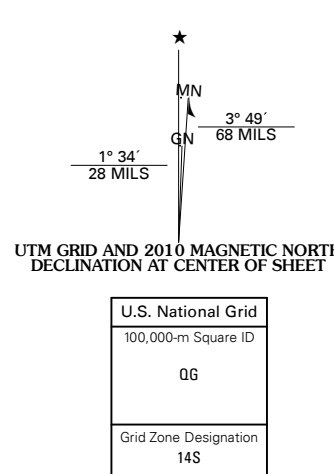 ★
MN
3° 49´
GN
68 MILS
1° 34´
28 MILS
UTM GRID AND 2010 MAGNETIC NORTH
DECLINATION AT CENTER OF SHEET
U.S. National Grid
100,000-m Square ID
QG
Grid Zone Designation
14S